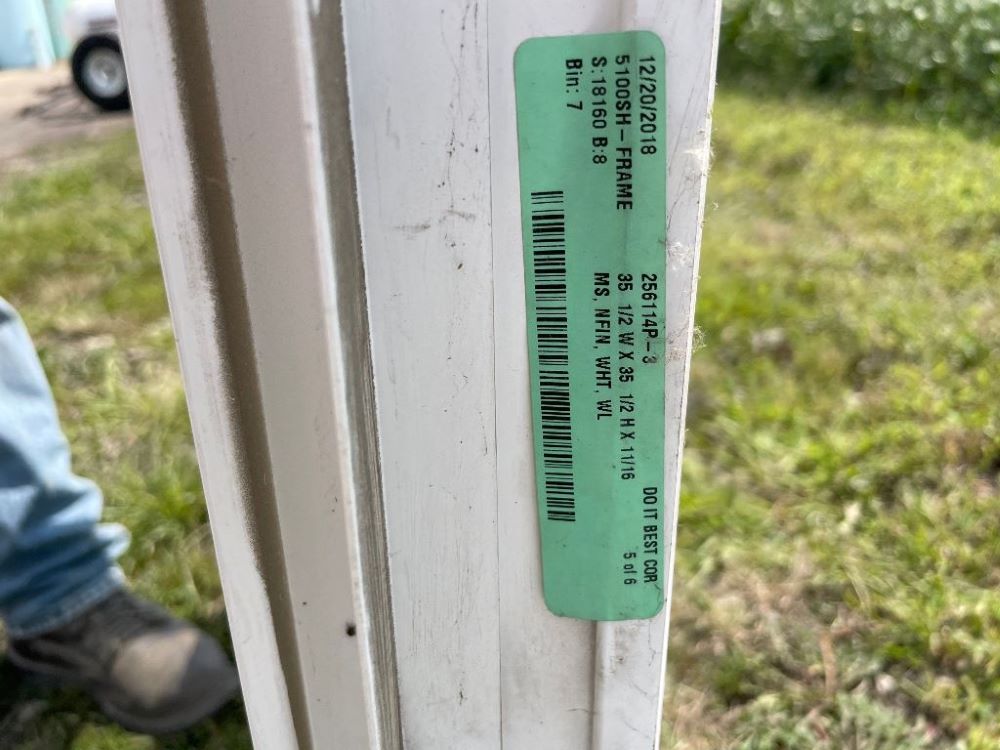 12/20/2018 256114P-3 DO IT BEST COR
5100SH-FRAME 35 1/2 W X 35 1/2 H X 11/16 5 of 6
S:18160 B:8 MS, NFIN, WHT, WL
Bin: 7